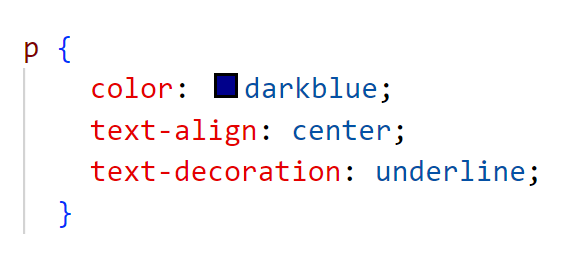 p {
color: darkblue;
text-align: center;
text-decoration: underline;
}